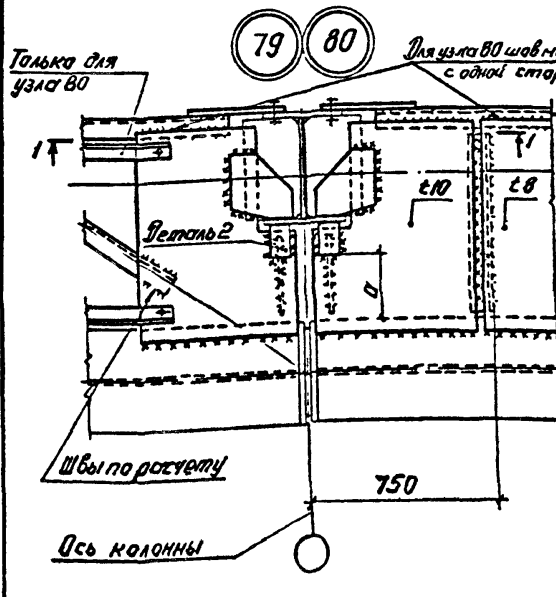 79 80
Только для
узла 80
Для узла 80 шов
с одной
1
1
t10
t8
Деталь 2
а
Швы по расчету
750
Ось колонны